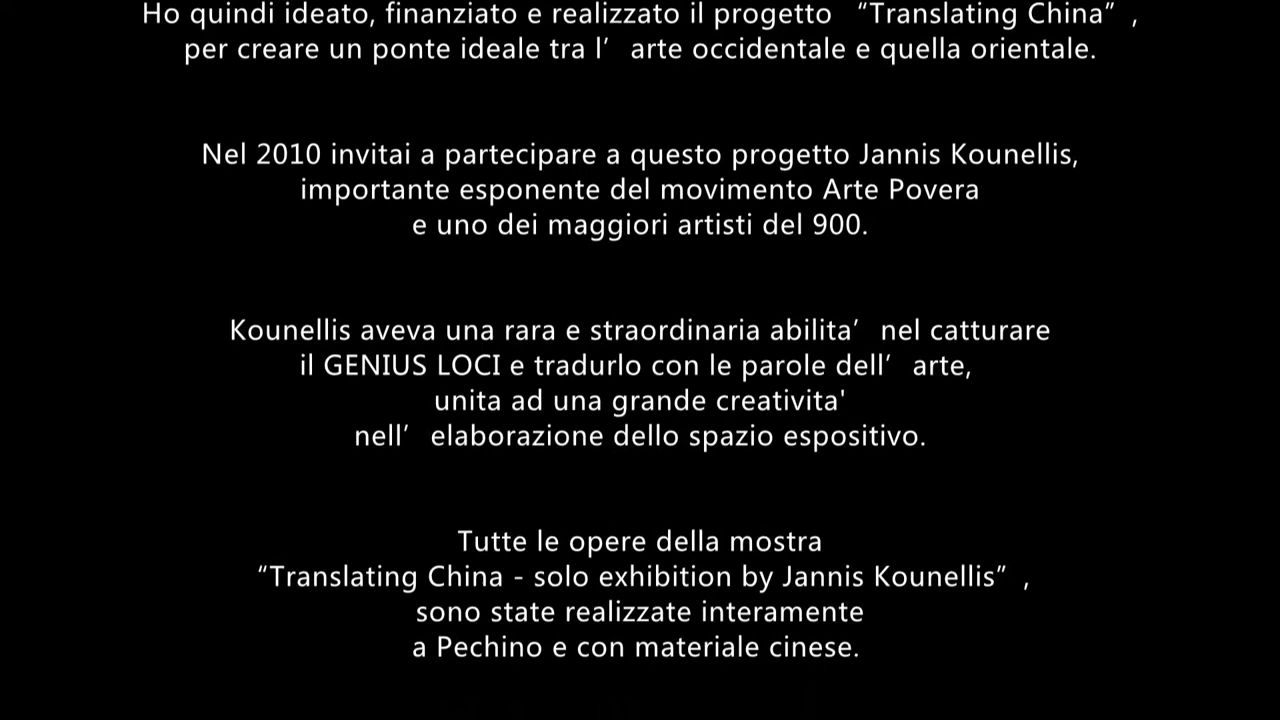 Ho quindi ideato, finanziato e realizzato il progetto “Translating China”,
per creare un ponte ideale tra l’arte occidentale e quella orientale.
Nel 2010 invitai a partecipare a questo progetto Jannis Kounellis,
importante esponente del movimento Arte Povera
e uno dei maggiori artisti del 900.
Kounellis aveva una rara e straordinaria abilita’ nel catturare
il GENIUS LOCI e tradurlo con le parole dell’arte,
unita ad una grande creativita'
nell’elaborazione dello spazio espositivo.
Tutte le opere della mostra
“Translating China - solo exhibition by Jannis Kounellis”,
sono state realizzate interamente
a Pechino e con materiale cinese.